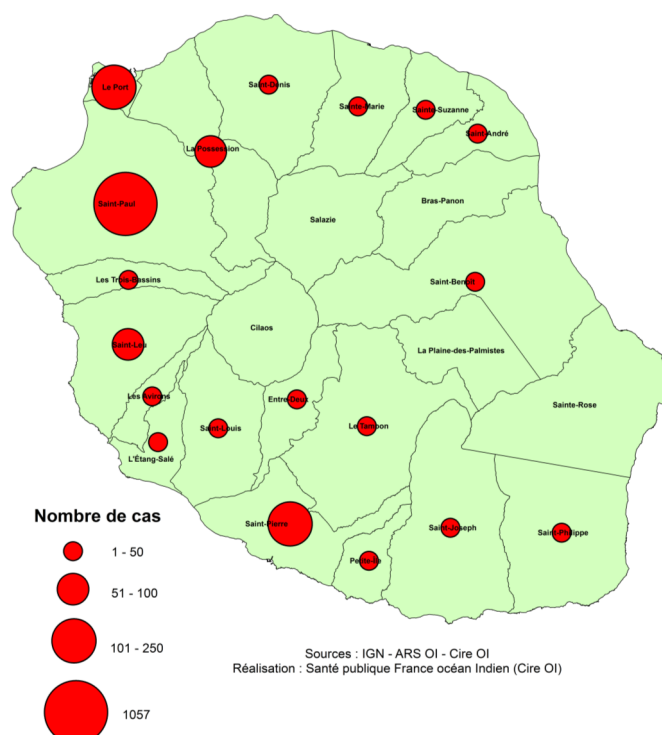 Le Port
Saint-Denis
Sainte-Marie
Sainte-Suzanne
Saint-André
La Possession
Saint-Paul
Bras-Panon
Salazie
Les Trois-Bassins
Saint-Benoit
Cilaos
Saint-Leu
La Plaine-des-Palmistes
Les Avirons
Entre-Deux
Sainte-Rose
Saint-Louis
Le Tampon
L'Étang-Salé
Saint-Pierre
Saint-Joseph
Saint-Philippe
Petite-Ile
Nombre de cas
1 - 50
51 - 100
101 - 250
1057
Sources : IGN - ARS OI - Cire OI
Réalisation : Santé publique France océan Indien (Cire OI)